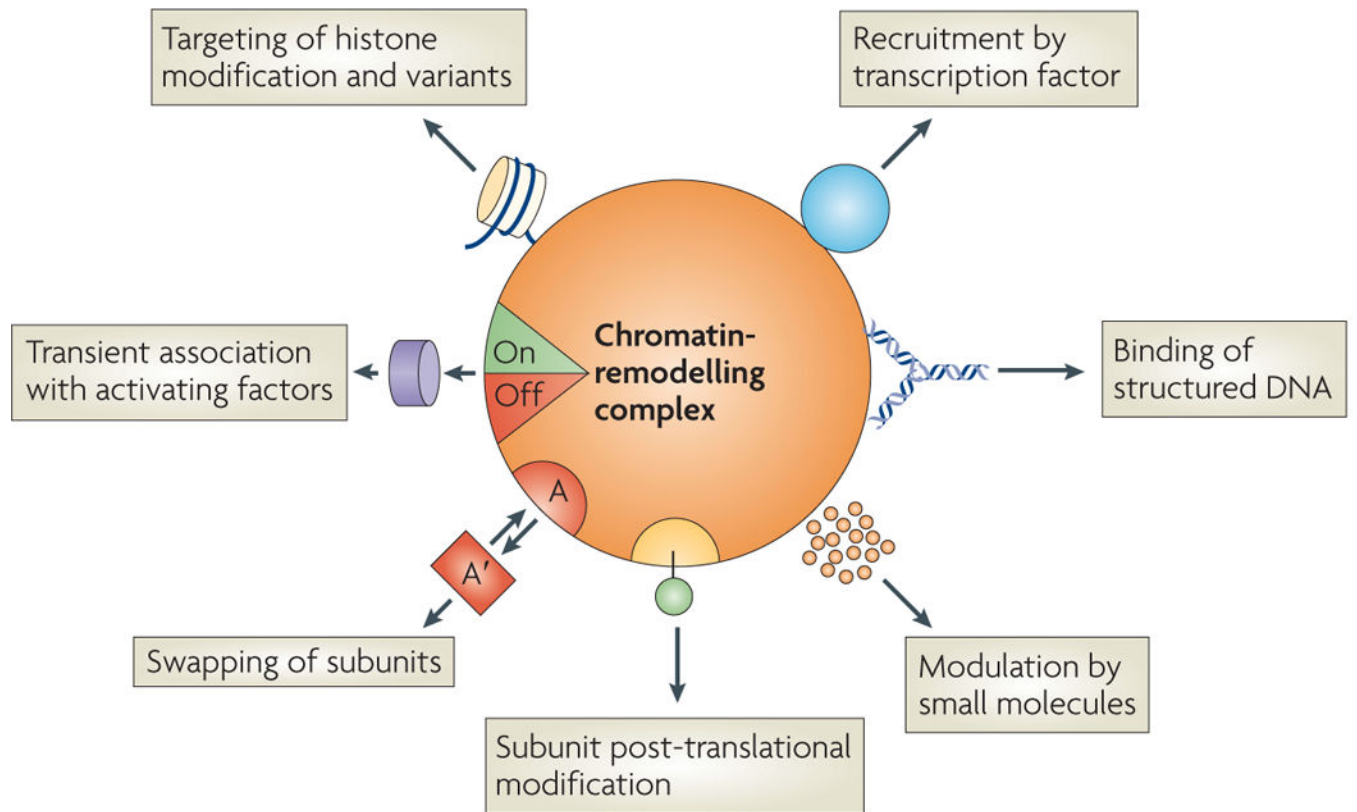 Targeting of histone
modification and variants
Recruitment by
transcription factor
Transient association
with activating factors
On
Off
Chromatin-
remodelling
complex
Binding of
structured DNA
A
A′
Swapping of subunits
Subunit post-translational
modification
Modulation by
small molecules